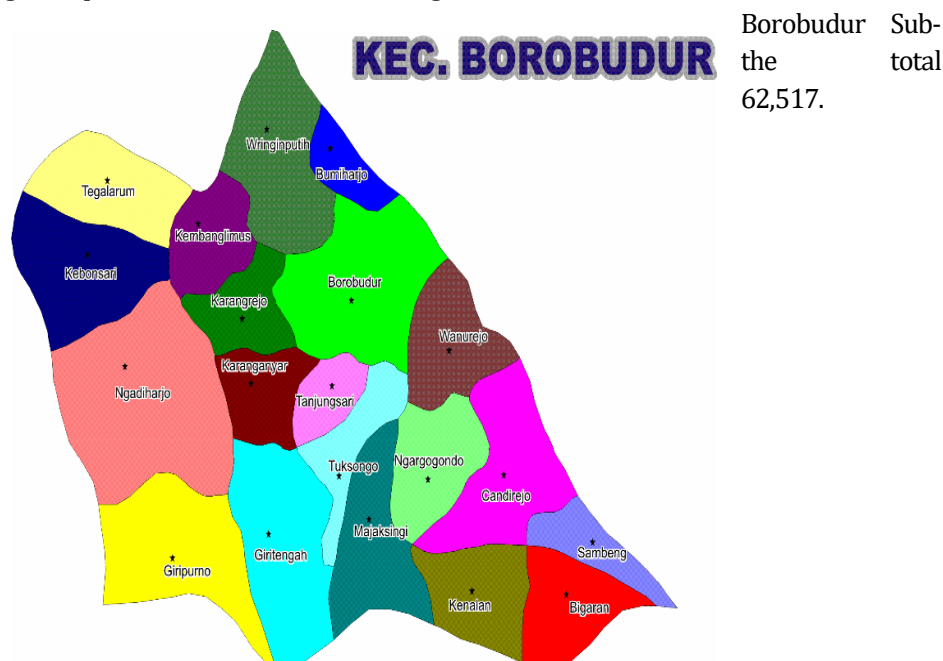 Borobudur Sub-
the total
62,517.
KEC. BOROBUDUR
Wringinputih
Bumiharjo
Tegalarum
Kembanglimus
Kebonsari
Borobudur
Karangrejo
Wanurejo
Karanganyar
Ngadiharjo
Tanjungsari
Ngargogondo
Tuksongo
Candirejo
Majaksingi
Sambeng
Giritengah
Giripurno
Kenalan
Bigaran